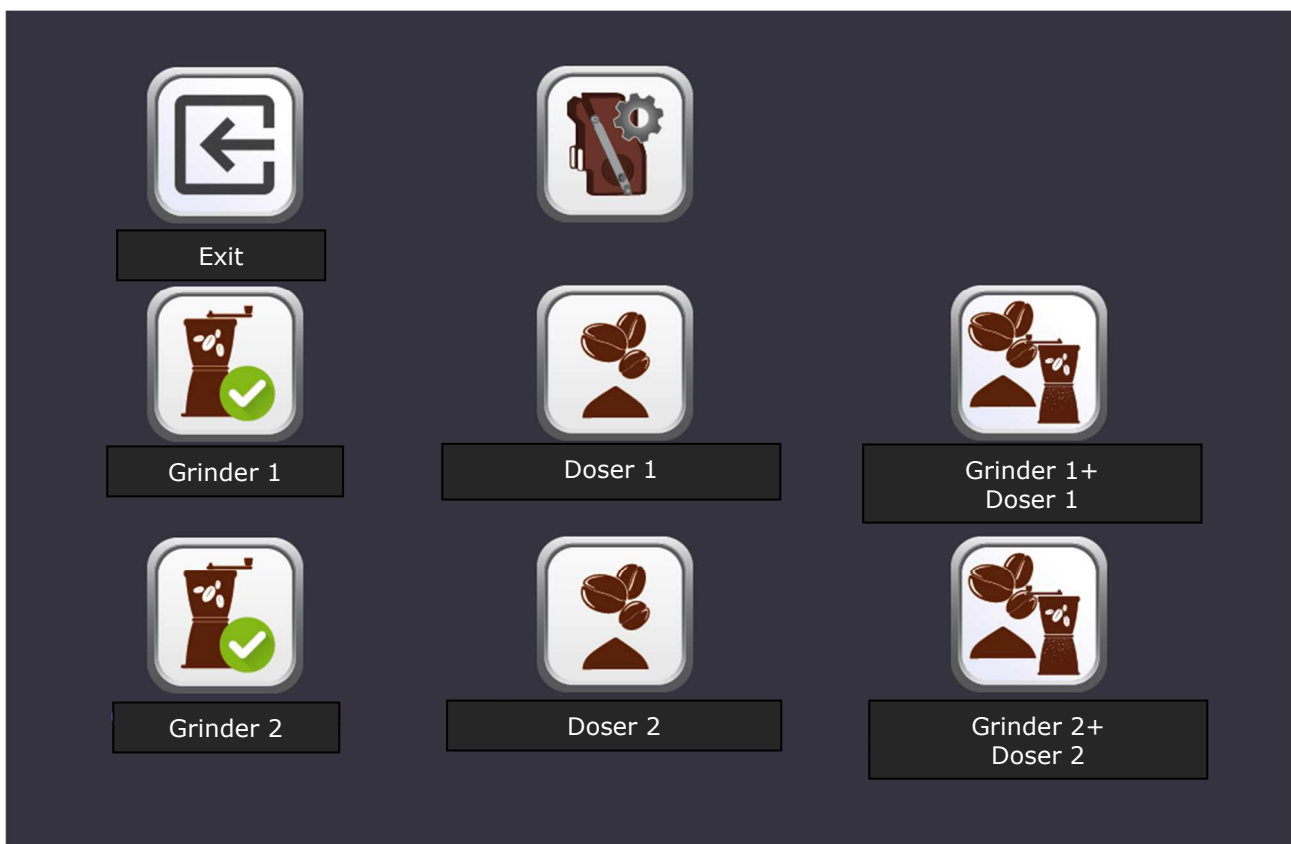 Exit
Grinder 1
Doser 1
Grinder 1+
Doser 1
Grinder 2
Doser 2
Grinder 2+
Doser 2